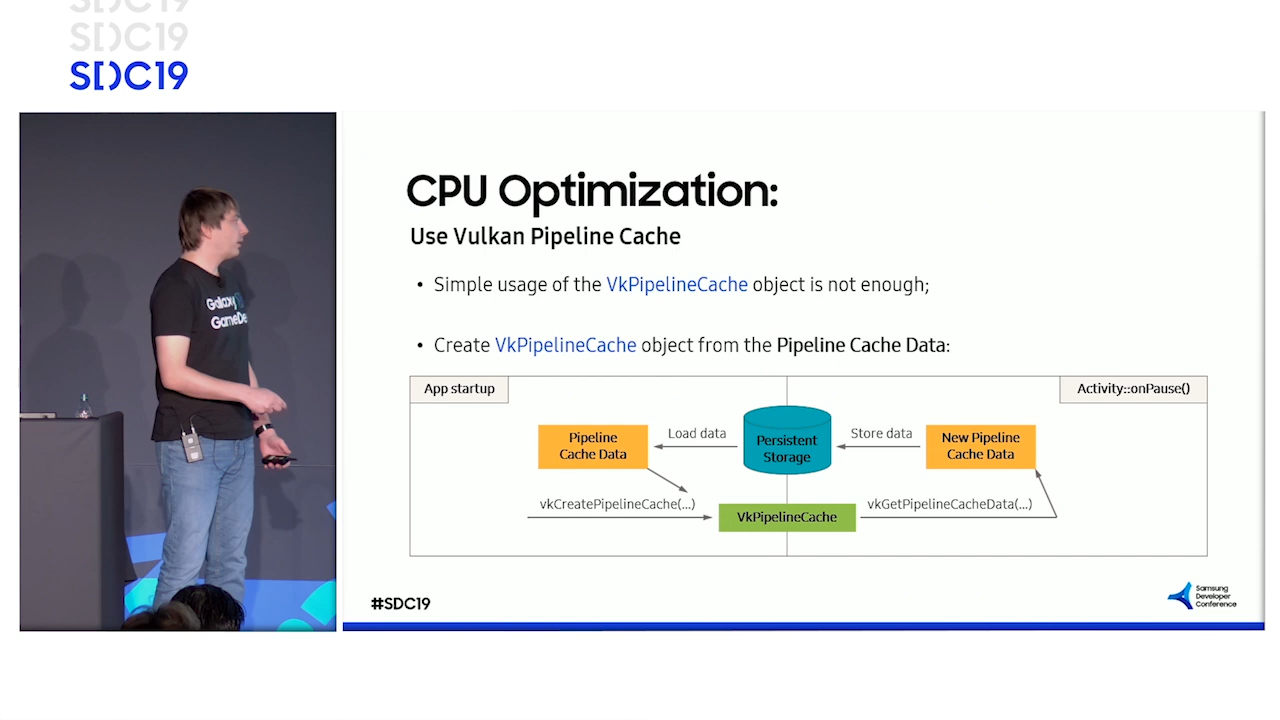 SDC19
SDC19
SDC19
Galaxy
GameDe
CPU Optimization:
Use Vulkan Pipeline Cache
• Simple usage of the VkPipelineCache object is not enough;
• Create VkPipelineCache object from the Pipeline Cache Data:
App startup
Activity::onPause()
Pipeline
Cache Data
Load data
Persistent
Storage
Store data
New Pipeline
Cache Data
vkCreatePipelineCache(...)
VkPipelineCache
vkGetPipelineCacheData(...)
#SDC19
Samsung
Developer
Conference